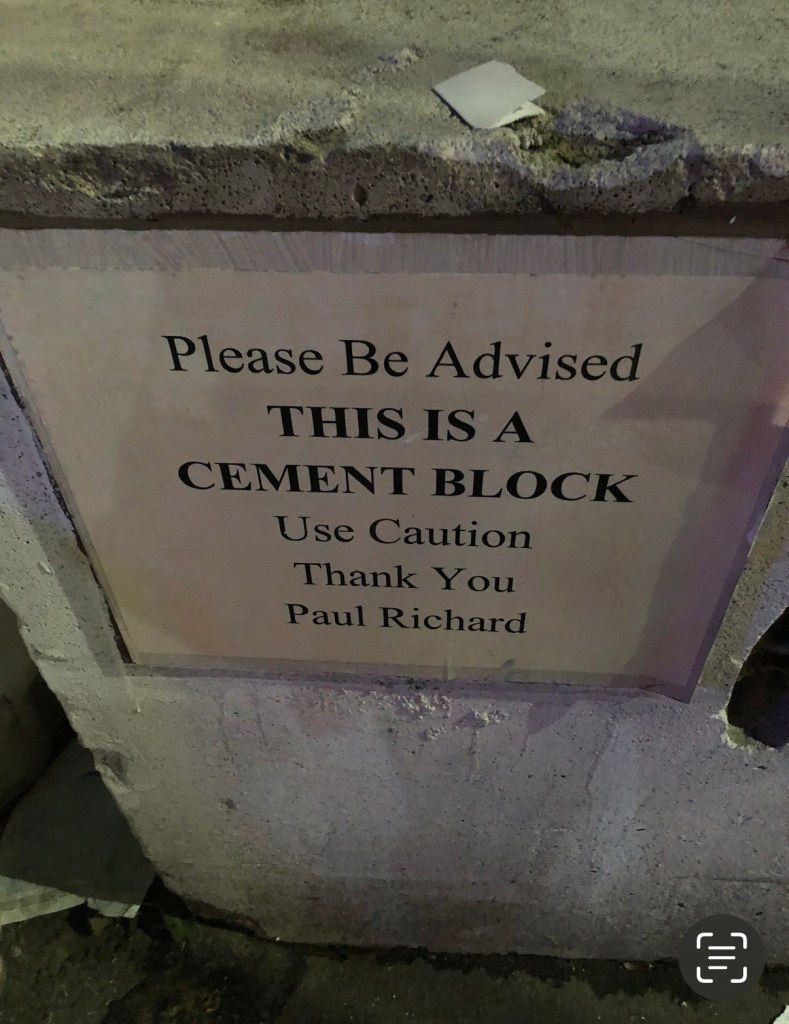 Please Be Advised
THIS IS A
CEMENT BLOCK
Use Caution
Thank You
Paul Richard